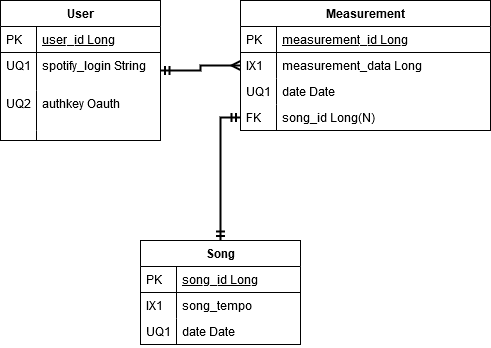 User
PK user_id Long
UQ1 spotify_login String
UQ2 authkey Oauth
Measurement
PK measurement_id Long
IX1 measurement_data Long
UQ1 date Date
FK song_id Long(N)
Song
PK song_id Long
IX1 song_tempo
UQ1 date Date